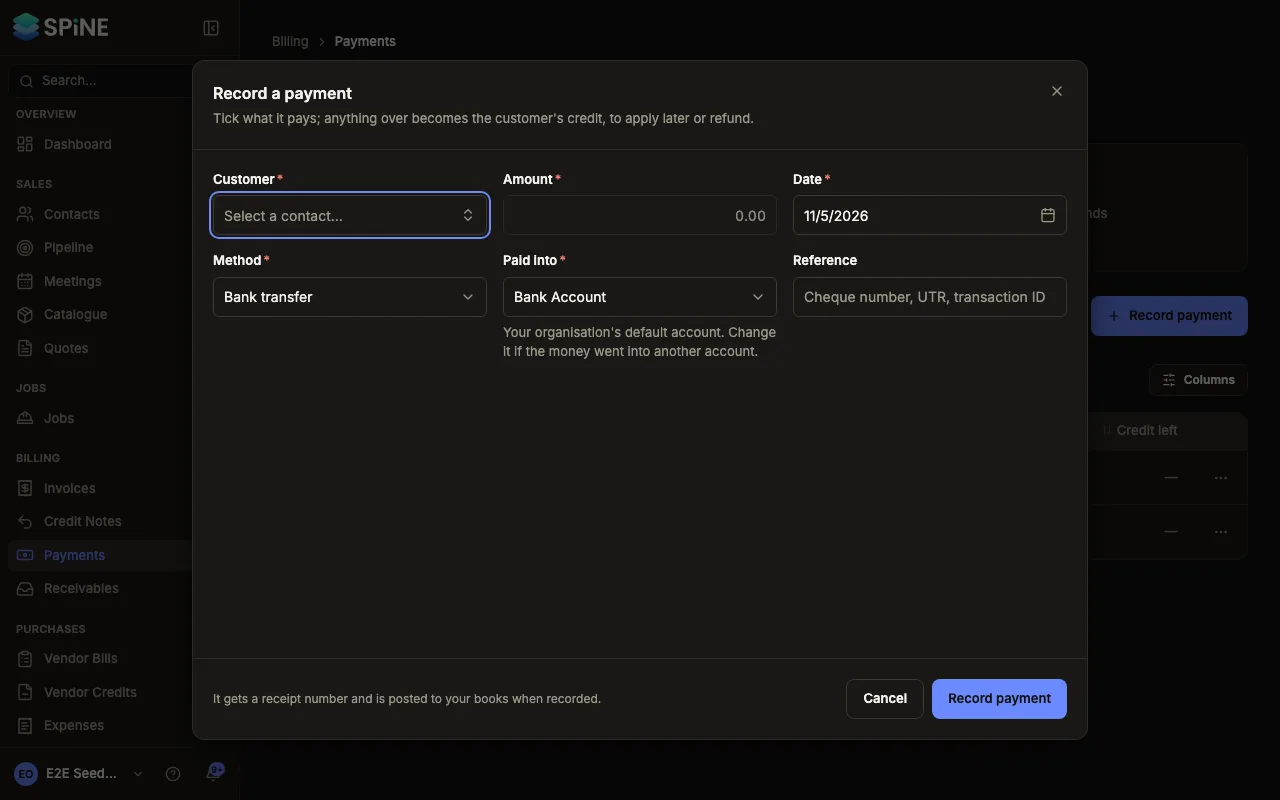 SPiNE
Billing > Payments
Search...
OVERVIEW
Dashboard
SALES
Contacts
Pipeline
Meetings
Catalogue
Quotes
JOBS
Jobs
BILLING
Invoices
Credit Notes
Payments
Receivables
PURCHASES
Vendor Bills
Vendor Credits
Expenses
EO E2E Seed...
9+
Record a payment
Tick what it pays; anything over becomes the customer's credit, to apply later or refund.
Customer* Amount* Date*
Select a contact... 0.00 11/5/2026
Method* Paid into* Reference
Bank transfer Bank Account Cheque number, UTR, transaction ID
Your organisation's default account. Change
it if the money went into another account.
It gets a receipt number and is posted to your books when recorded.
Cancel Record payment
nds
+ Record payment
Columns
Credit left
—
—